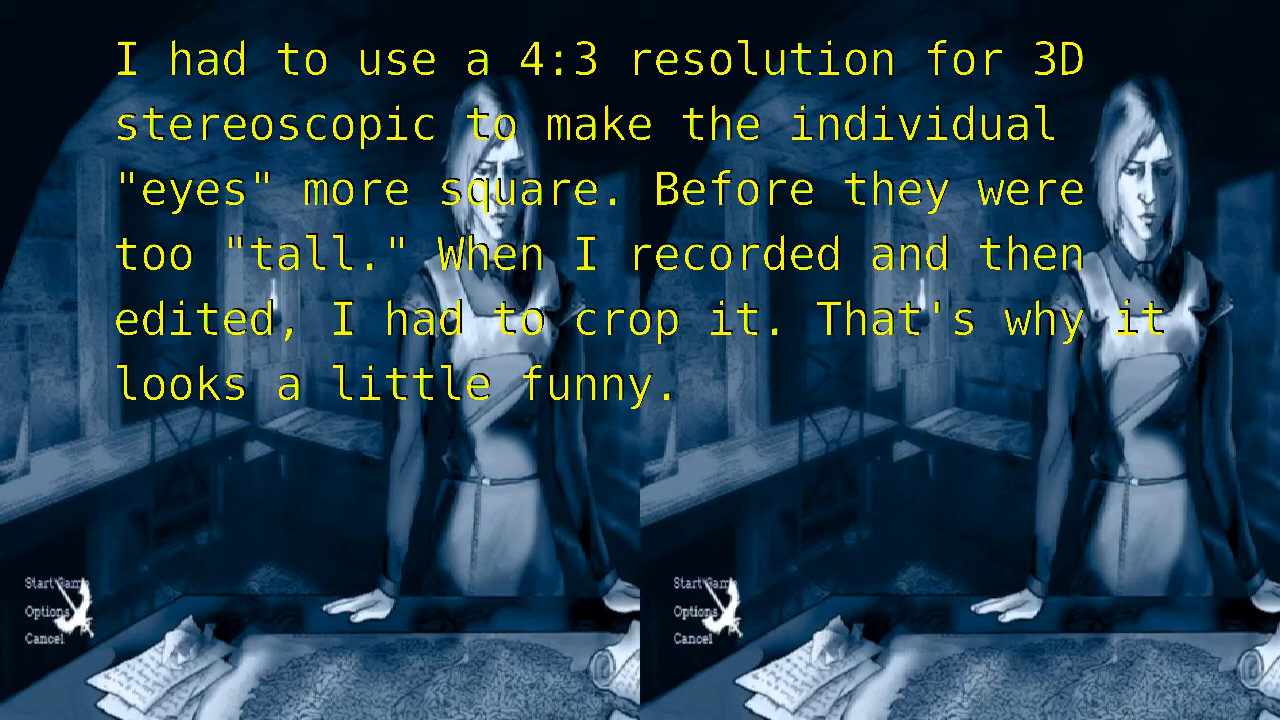 I had to use a 4:3 resolution for 3D
stereoscopic to make the individual
"eyes" more square. Before they were
too "tall." When I recorded and then
edited, I had to crop it. That's why it
looks a little funny.
Start Game
Options
Cancel
Start Game
Options
Cancel